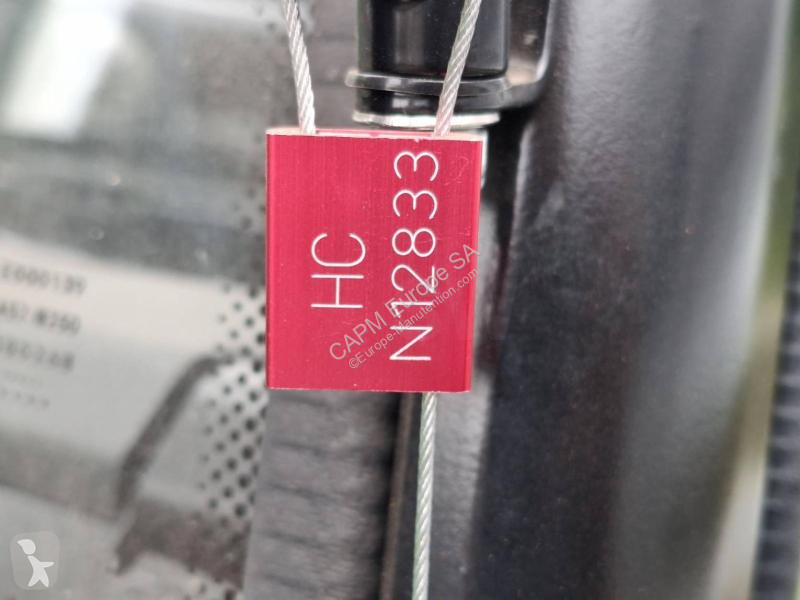 HC
N12833
CAPM Europe SA
©Europe-Manutention.com